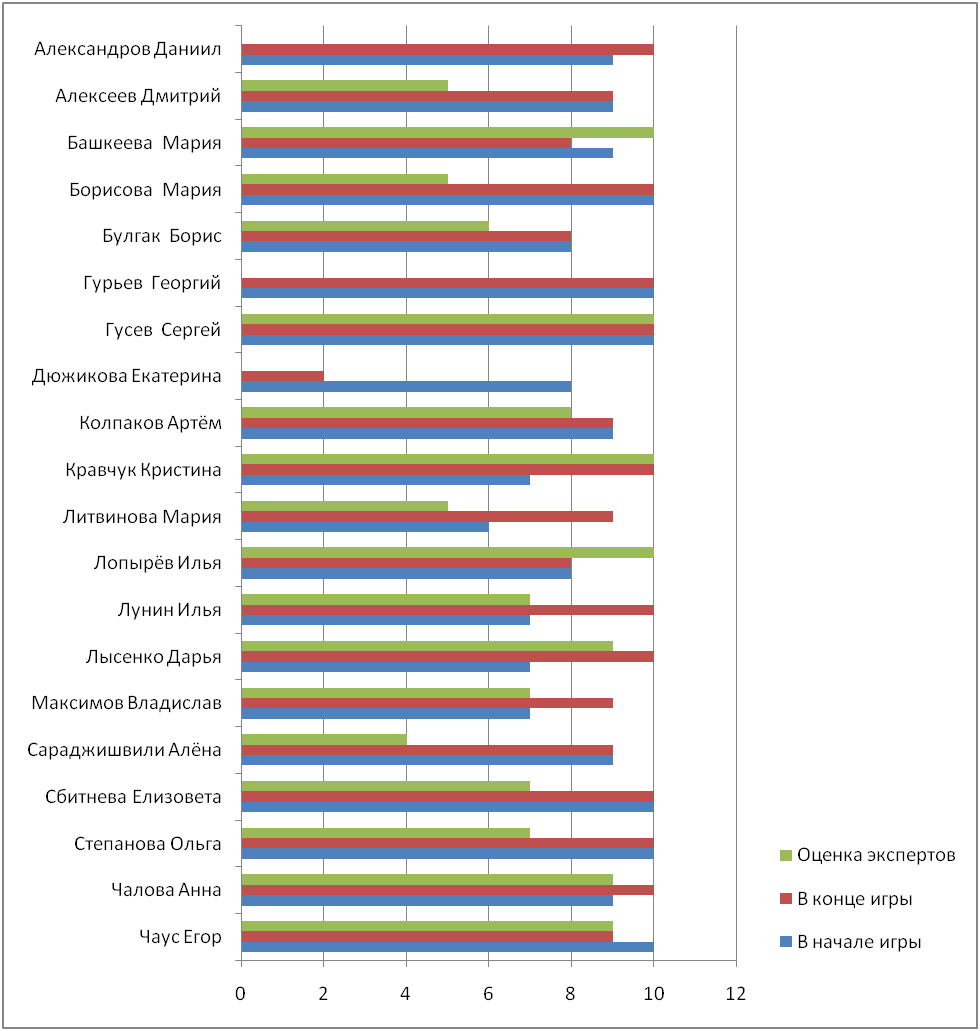 Александров Даниил
Алексеев Дмитрий
Башкеева Мария
Борисова Мария
Булгак Борис
Гурьев Георгий
Гусев Сергей
Дюжикова Екатерина
Колпаков Артём
Кравчук Кристина
Литвинова Мария
Лопырёв Илья
Лунин Илья
Лысенко Дарья
Максимов Владислав
Сараджишвили Алёна
Сбитнева Елизовета
Степанова Ольга
Чалова Анна
Чаус Егор
Оценка экспертов
В конце игры
В начале игры
0 2 4 6 8 10 12